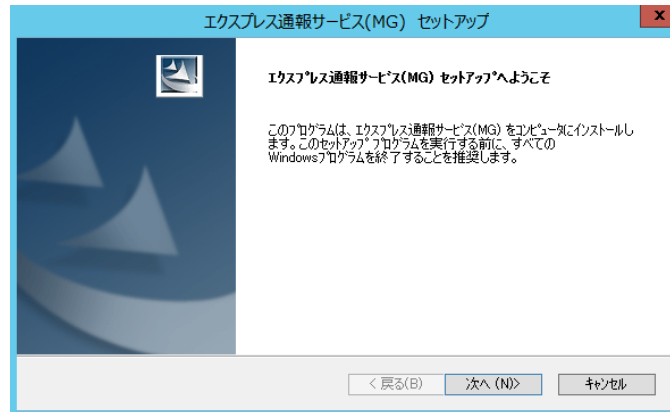 エクスプレス通報サービス(MG) セットアップ
x
ｴｸｽﾌﾟﾚｽ通報ｻｰﾋﾞｽ(MG) ｾｯﾄｱｯﾌﾟへようこそ
このﾌﾟﾛｸﾞﾗﾑは、ｴｸｽﾌﾟﾚｽ通報ｻｰﾋﾞｽ(MG) をｺﾝﾋﾟｭｰﾀにｲﾝｽﾄｰﾙし
ます。このｾｯﾄｱｯﾌﾟ ﾌﾟﾛｸﾞﾗﾑを実行する前に、すべての
Windowsﾌﾟﾛｸﾞﾗﾑを終了することを推奨します。
< 戻る(B)
次へ (N)>
ｷｬﾝｾﾙ